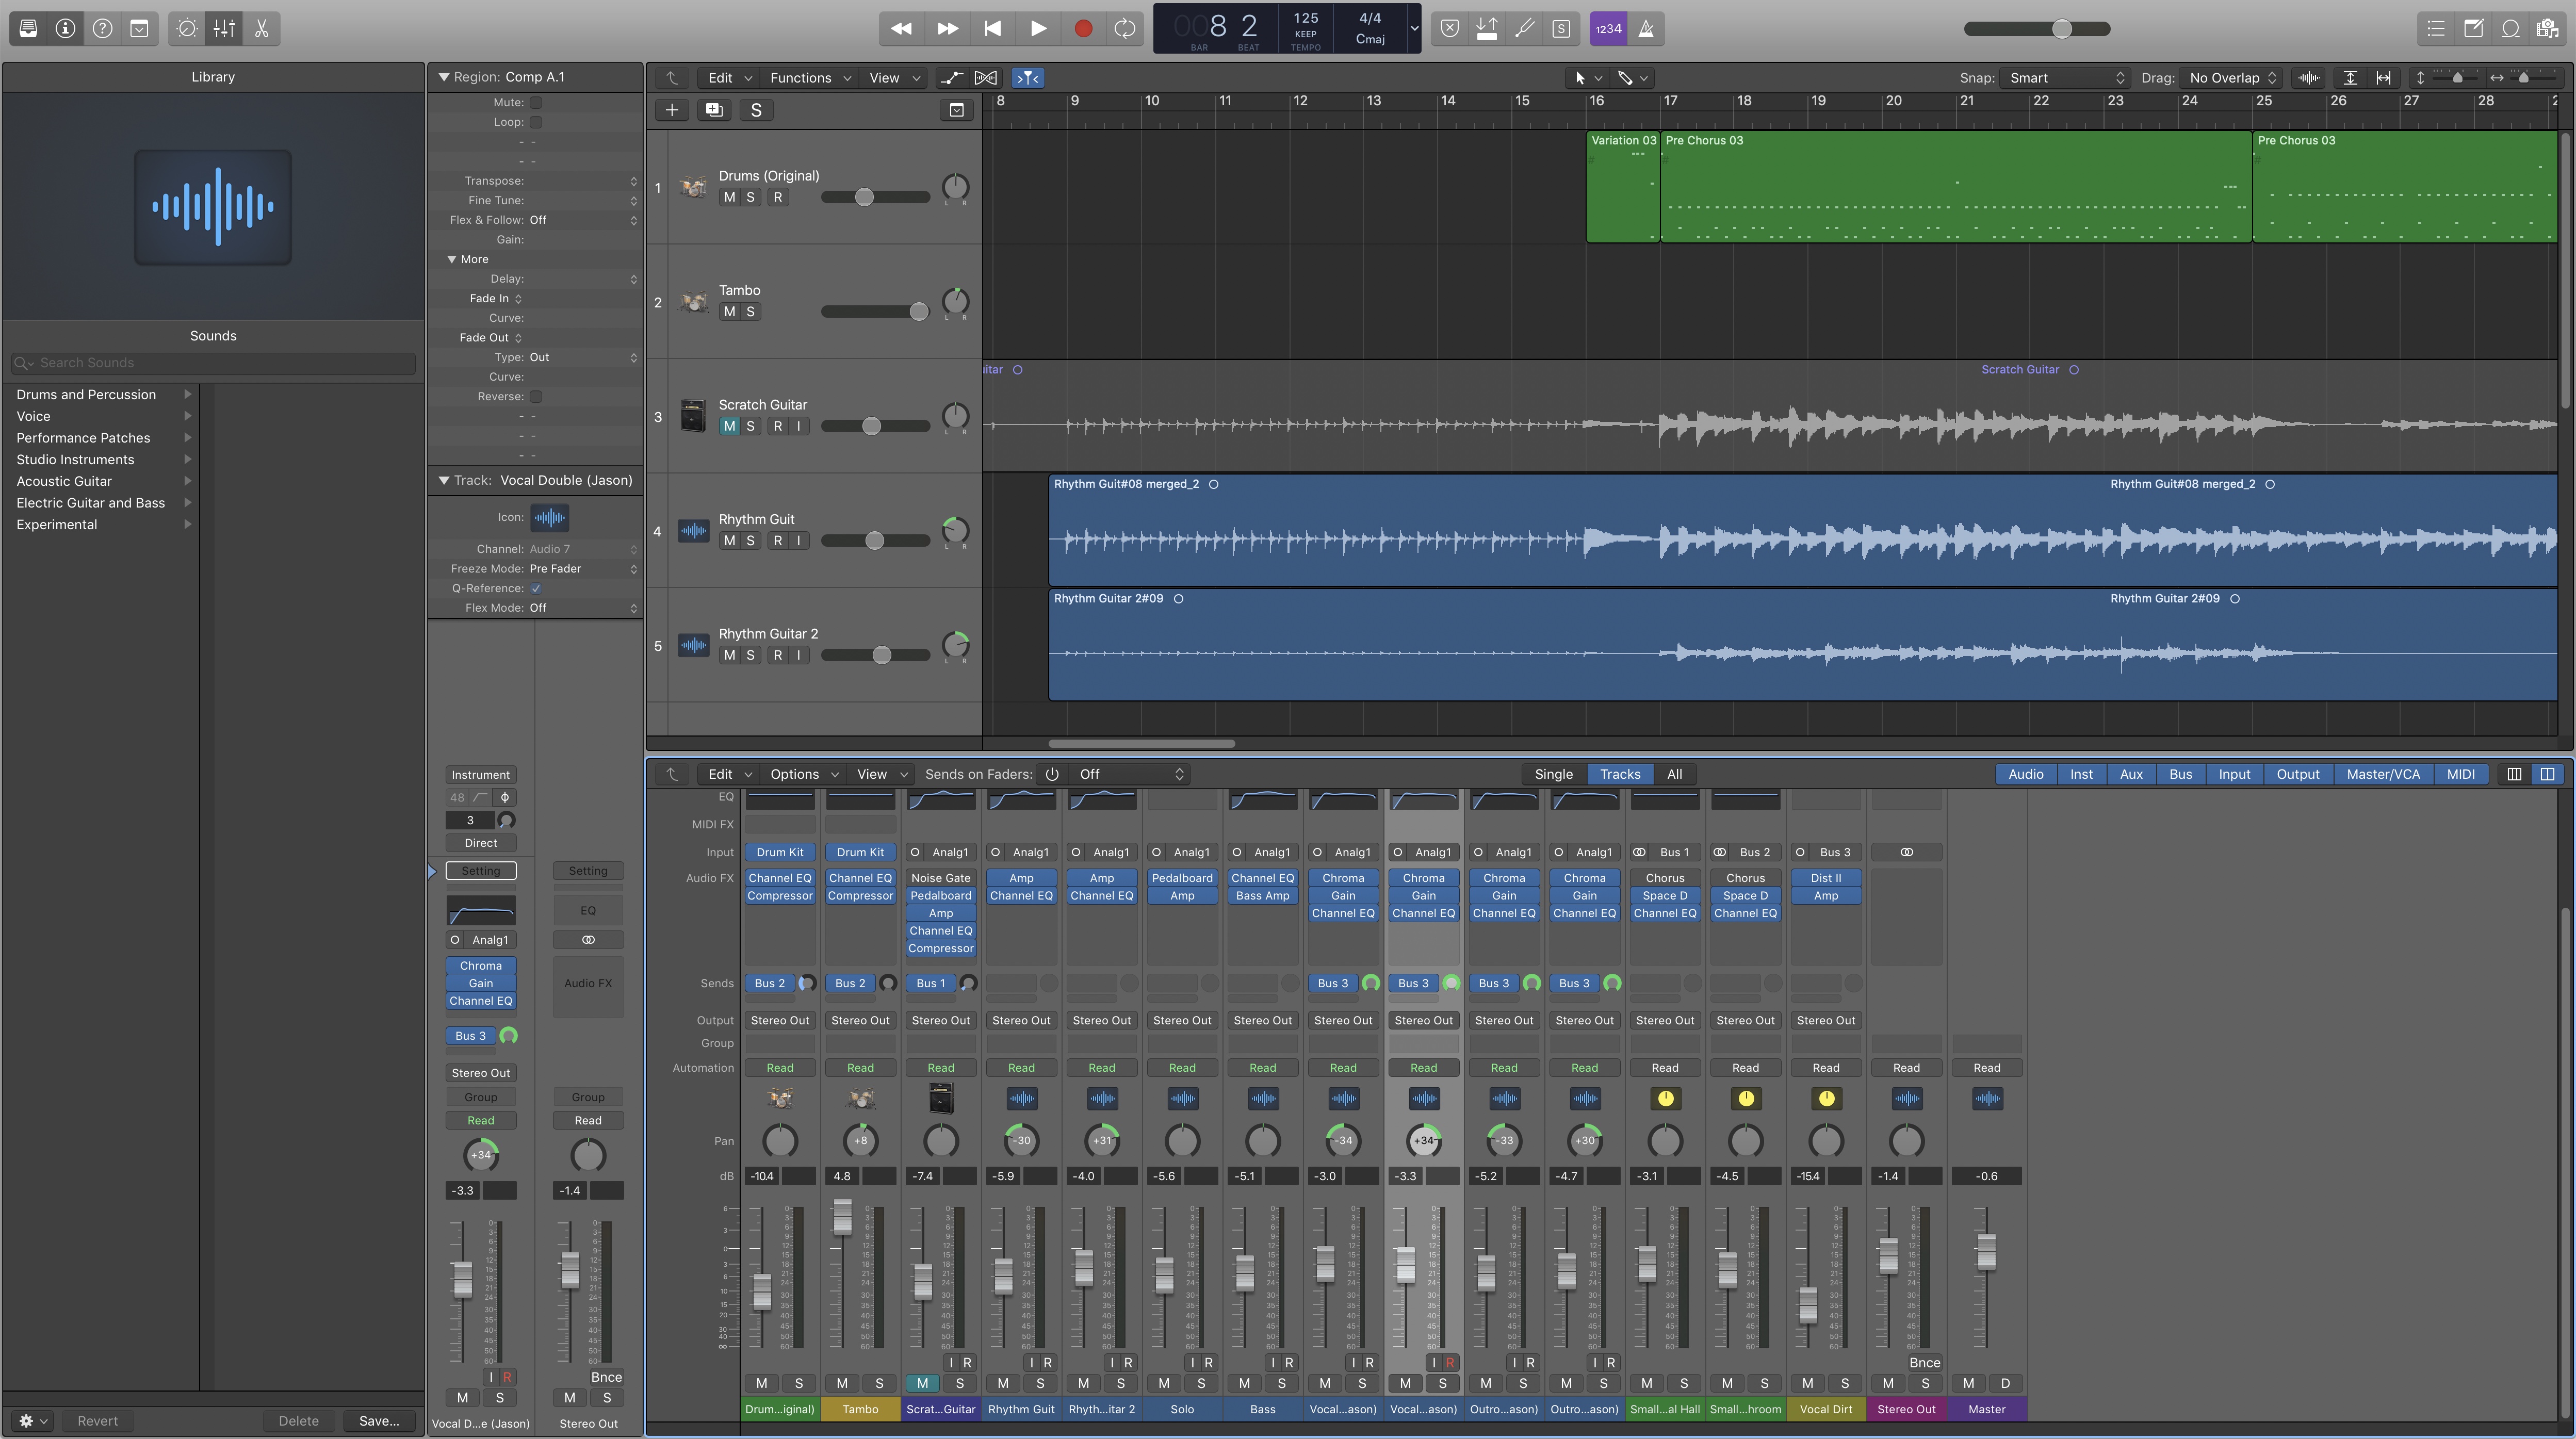 008 2
BAR BEAT
125
KEEP
TEMPO
4/4
Cmaj
S
1234
Library
Sounds
Search Sounds
Drums and Percussion
Voice
Performance Patches
Studio Instruments
Acoustic Guitar
Electric Guitar and Bass
Experimental
Revert
Delete
Save...
Region: Comp A.1
Mute:
Loop:
Transpose:
Fine Tune:
Flex & Follow: Off
Gain:
More
Delay:
Fade In
Curve:
Fade Out
Type: Out
Curve:
Reverse:
Track: Vocal Double (Jason)
Icon:
Channel: Audio 7
Freeze Mode: Pre Fader
Q-Reference:
Flex Mode: Off
Instrument
48
3
Direct
Setting Setting
EQ
Analg1
Chroma
Gain
Channel EQ
Audio FX
Bus 3
Stereo Out
Group Group
Read Read
+34
-3.3 -1.4
I R Bnce
M S M S
Vocal D...e (Jason) Stereo Out
Edit Functions View
Snap: Smart Drag: No Overlap
S
8 9 10 11 12 13 14 15 16 17 18 19 20 21 22 23 24 25 26 27 28
1 Drums (Original)
M S R
L R
Variation 03 Pre Chorus 03 Pre Chorus 03
2 Tambo
M S
L R
3 Scratch Guitar
M S R I
L R
uitar Scratch Guitar
4 Rhythm Guit
M S R I
L R
Rhythm Guit#08 merged_2 Rhythm Guit#08 merged_2
5 Rhythm Guitar 2
M S R I
L R
Rhythm Guitar 2#09 Rhythm Guitar 2#09
Edit Options View Sends on Faders: Off Single Tracks All Audio Inst Aux Bus Input Output Master/VCA MIDI
EQ
MIDI FX
Input Drum Kit Drum Kit Analg1 Analg1 Analg1 Analg1 Analg1 Analg1 Analg1 Analg1 Analg1 Bus 1 Bus 2 Bus 3
Audio FX Channel EQ Channel EQ Noise Gate Amp Amp Pedalboard Channel EQ Chroma Chroma Chroma Chroma Chorus Chorus Dist II
Compressor Compressor Pedalboard Channel EQ Channel EQ Amp Bass Amp Gain Gain Gain Gain Space D Space D Amp
Amp Channel EQ Channel EQ Channel EQ Channel EQ Channel EQ Channel EQ
Channel EQ
Compressor
Sends Bus 2 Bus 2 Bus 1 Bus 3 Bus 3 Bus 3 Bus 3
Output Stereo Out Stereo Out Stereo Out Stereo Out Stereo Out Stereo Out Stereo Out Stereo Out Stereo Out Stereo Out Stereo Out Stereo Out Stereo Out Stereo Out
Group
Automation Read Read Read Read Read Read Read Read Read Read Read Read Read Read Read Read
Pan +8 -30 +31 -34 +34 -33 +30
dB -10.4 4.8 -7.4 -5.9 -4.0 -5.6 -5.1 -3.0 -3.3 -5.2 -4.7 -3.1 -4.5 -15.4 -1.4 -0.6
I R I R I R I R I R I R I R I R I R Bnce
M S M S M S M S M S M S M S M S M S M S M S M S M S M S M S M D
Drum...iginal) Tambo Scrat...Guitar Rhythm Guit Rhyth...itar 2 Solo Bass Vocal...ason) Vocal...ason) Outro...ason) Outro...ason) Small...al Hall Small...hroom Vocal Dirt Stereo Out Master